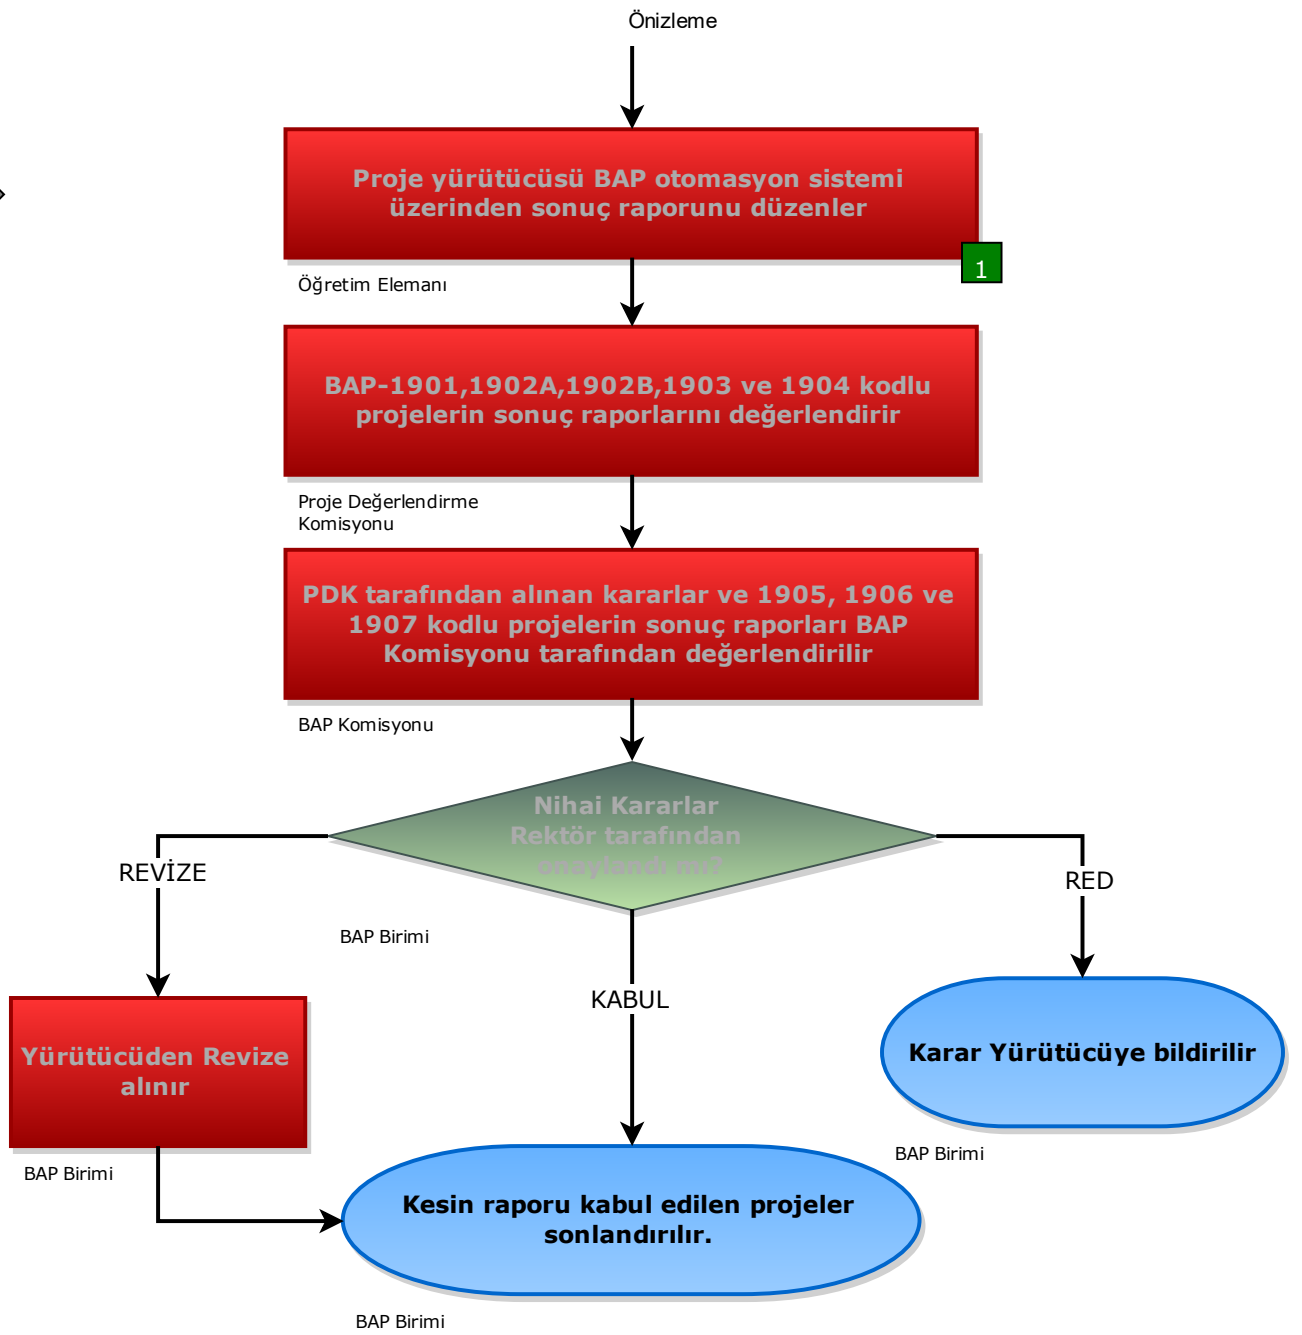 Önizleme
Proje yürütücüsü BAP otomasyon sistemi
üzerinden sonuç raporunu düzenler
1
Öğretim Elemanı
BAP-1901,1902A,1902B,1903 ve 1904 kodlu
projelerin sonuç raporlarını değerlendirir
Proje Değerlendirme
Komisyonu
PDK tarafından alınan kararlar ve 1905, 1906 ve
1907 kodlu projelerin sonuç raporları BAP
Komisyonu tarafından değerlendirilir
BAP Komisyonu
Nihai Kararlar
Rektör tarafından
onaylandı mı?
REVİZE
RED
BAP Birimi
KABUL
Yürütücüden Revize
alınır
Karar Yürütücüye bildirilir
BAP Birimi
BAP Birimi
Kesin raporu kabul edilen projeler
sonlandırılır.
BAP Birimi